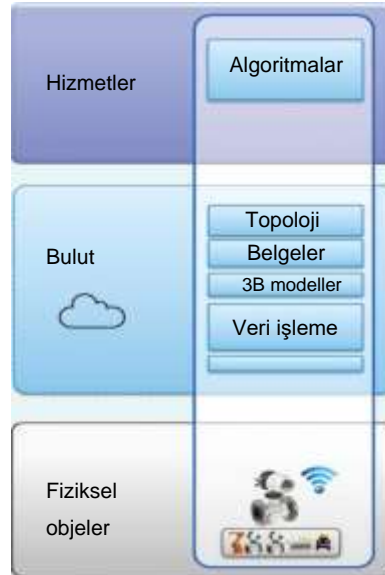 Hizmetler
Algoritmalar
Bulut
Topoloji
Belgeler
3B modeller
Veri işleme
Fiziksel
objeler